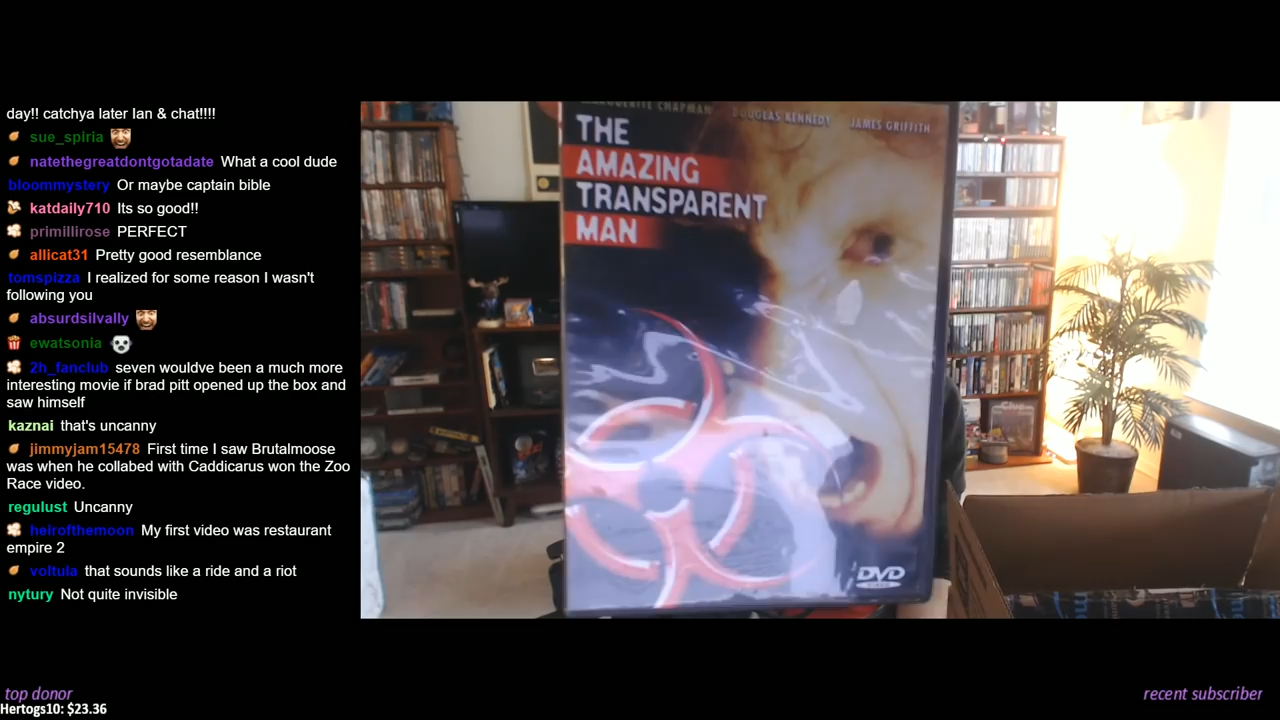 day!! catchya later Ian & chat!!!!
sue_spiria
natethegreatdontgotadate What a cool dude
bloommystery Or maybe captain bible
katdaily710 Its so good!!
primillirose PERFECT
allicat31 Pretty good resemblance
tomspizza I realized for some reason I wasn't
following you
absurdsilvally
ewatsonia
2h_fanclub seven wouldve been a much more
interesting movie if brad pitt opened up the box and
saw himself
kaznai that's uncanny
jimmyjam15478 First time I saw Brutalmoose
was when he collabed with Caddicarus won the Zoo
Race video.
regulust Uncanny
heirofthemoon My first video was restaurant
empire 2
voltula that sounds like a ride and a riot
nytury Not quite invisible
top donor
Hertogs10: $23.36
MARGUERITE CHAPMAN DOUGLAS KENNEDY JAMES GRIFFITH
THE
AMAZING
TRANSPARENT
MAN
DVD
VIDEO
Clue
recent subscriber